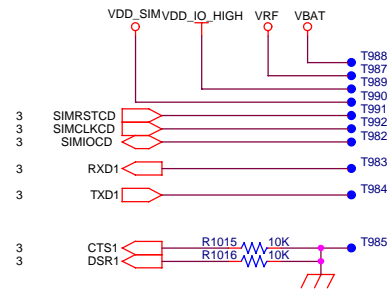 VDD_SIM VDD_IO_HIGH VRF VBAT
T988
T987
T989
T990
3 SIMRSTCD T991
3 SIMCLKCD T992
3 SIMIOCD T982
3 RXD1 T983
3 TXD1 T984
3 CTS1 R1015 10K T985
3 DSR1 R1016 10K